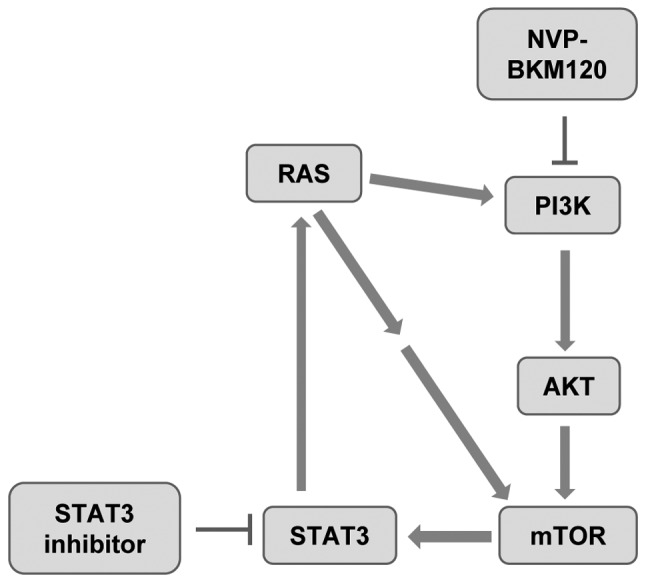 NVP-
BKM120
RAS
PI3K
AKT
STAT3
inhibitor
STAT3
mTOR